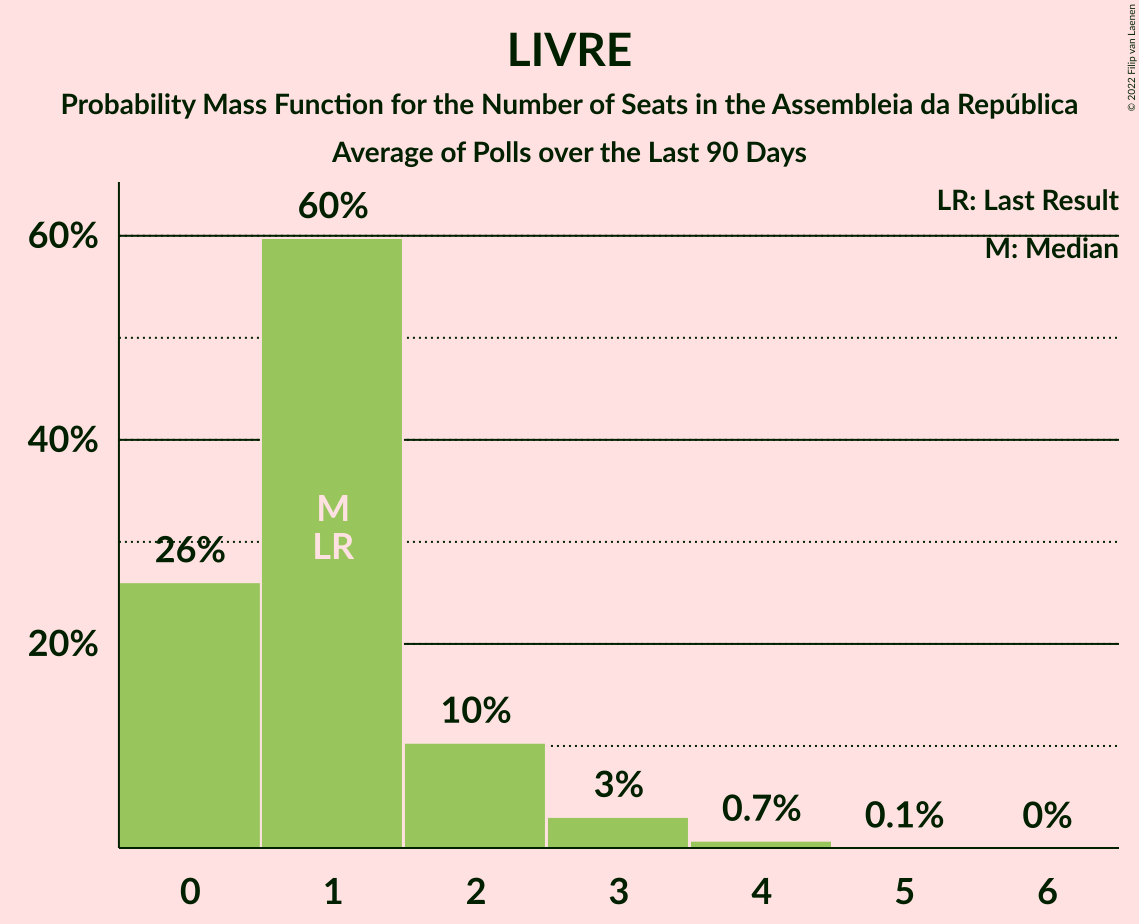 LIVRE
Probability Mass Function for the Number of Seats in the Assembleia da República
Average of Polls over the Last 90 Days
© 2022 Filip van Laenen
LR: Last Result
M: Median
60%
40%
20%
26%
60%
M
LR
10%
3%
0.7%
0.1%
0%
0 1 2 3 4 5 6